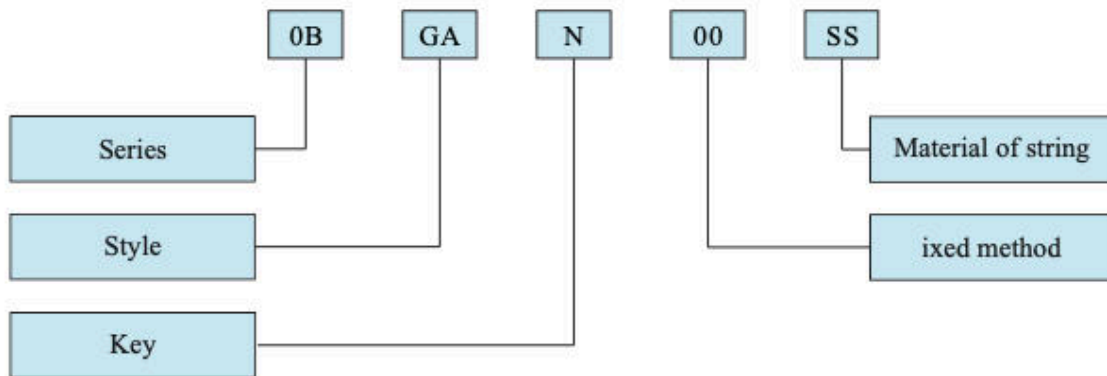 0B GA N 00 SS
Series
Material of string
Style
ixed method
Key